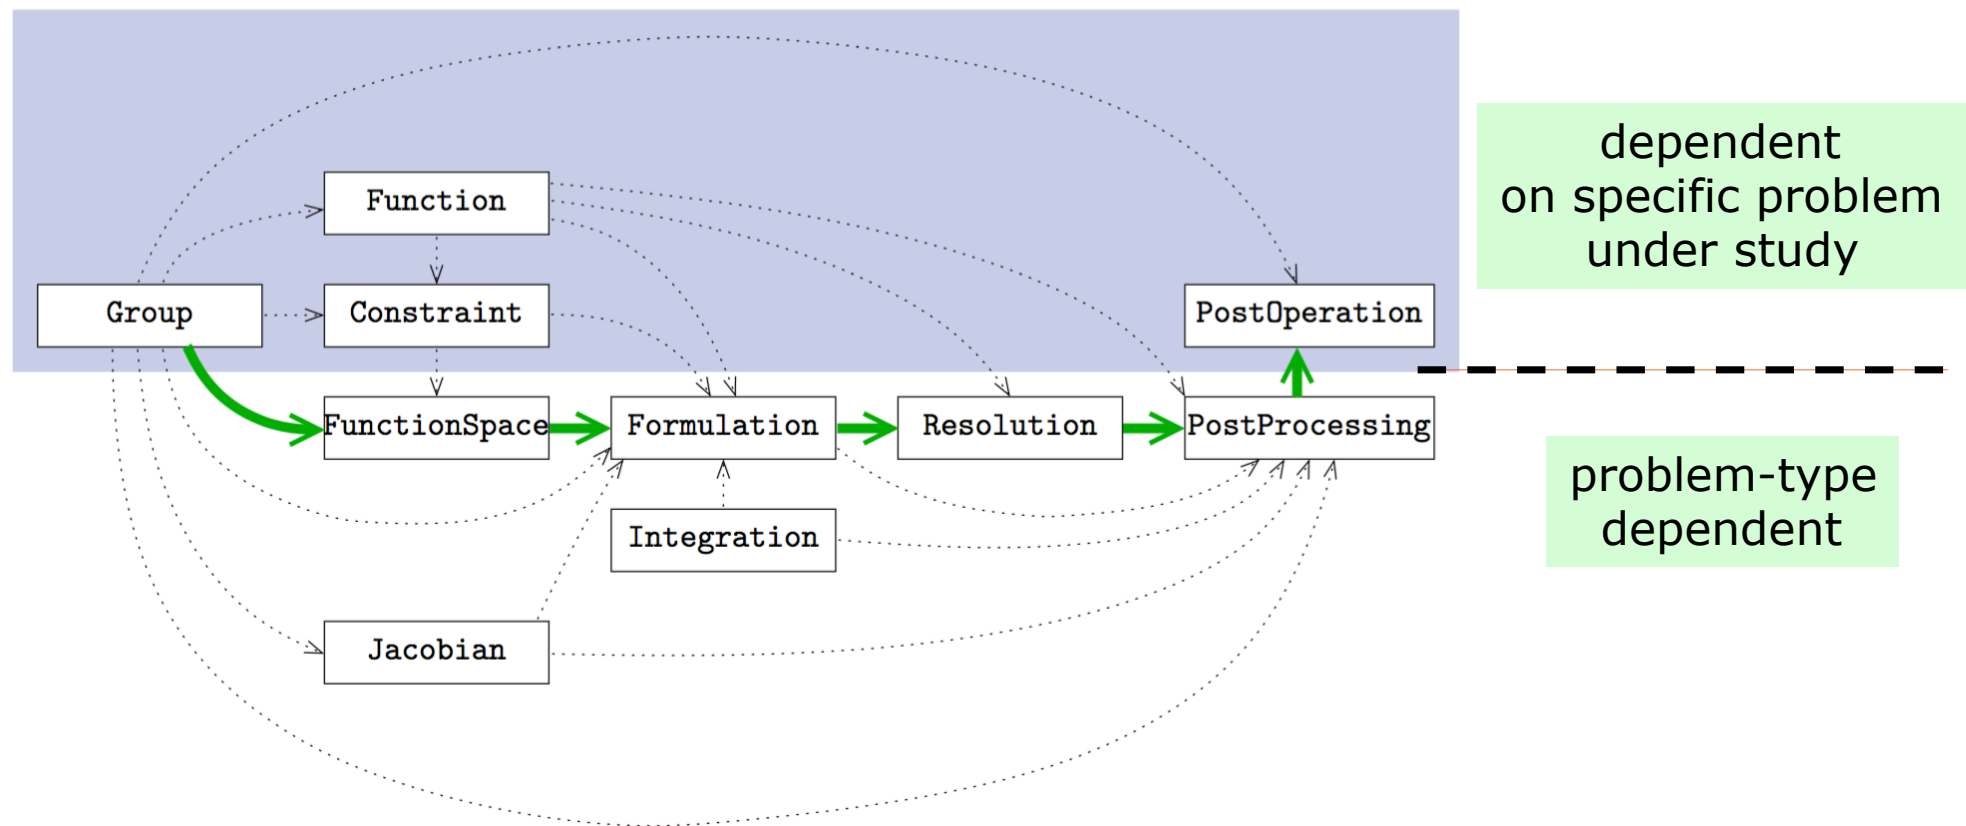 dependent
on specific problem
under study
Function
Group
Constraint
PostOperation
FunctionSpace
Formulation
Resolution
PostProcessing
problem-type
dependent
Integration
Jacobian